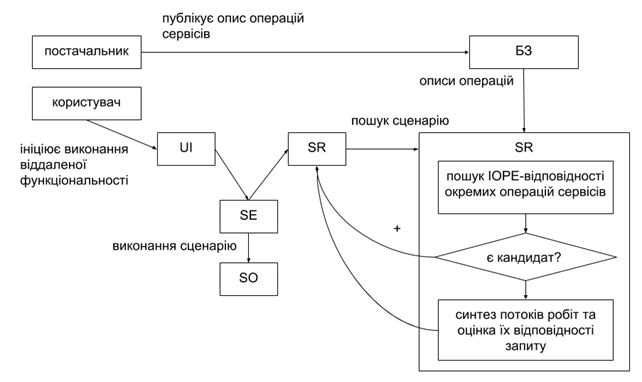 публікує опис операцій
сервісів
постачальник
БЗ
описи операцій
користувач
ініціює виконання
віддаленої
функціональності
UI
SR
пошук сценарію
SR
пошук IOPE-відповідності
окремих операцій сервісів
SE
+
виконання сценарію
є кандидат?
SO
синтез потоків робіт та
оцінка їх відповідності
запиту